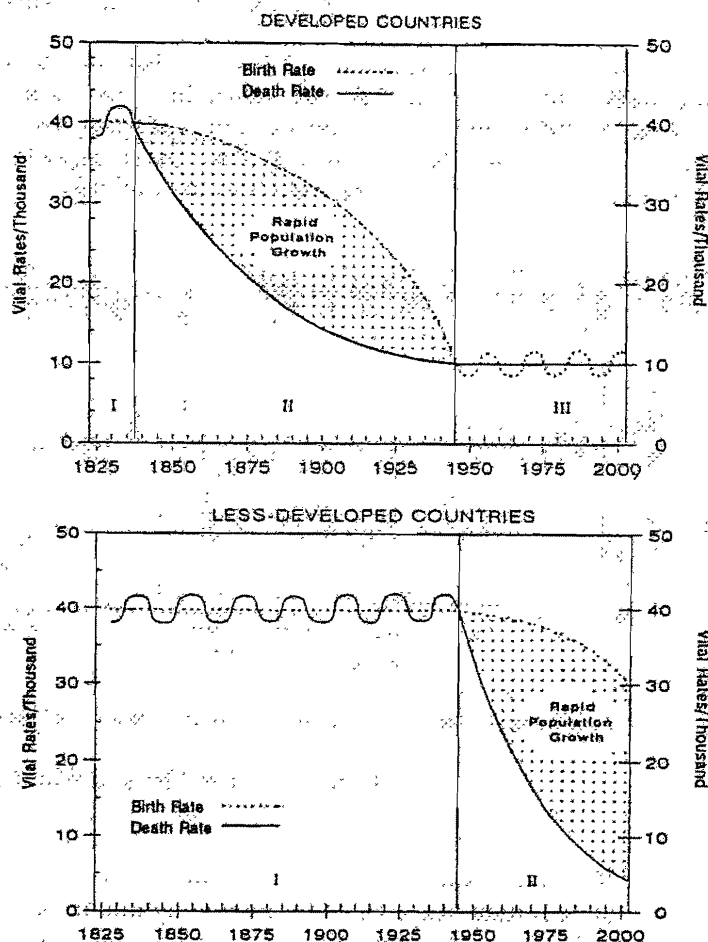 DEVELOPED COUNTRIES
50
40
30
20
10
0
Vital Rates/Thousand
Birth Rate
Death Rate
Rapid
Population
Growth
I
II
III
50
40
30
20
10
0
Vital Rates/Thousand
1825 1850 1875 1900 1925 1950 1975 2000
LESS-DEVELOPED COUNTRIES
50
40
30
20
10
0
Vital Rates/Thousand
Rapid
Population
Growth
Birth Rate
Death Rate
I
II
50
40
30
20
10
0
Vital Rates/Thousand
1825 1850 1875 1900 1925 1950 1975 2000